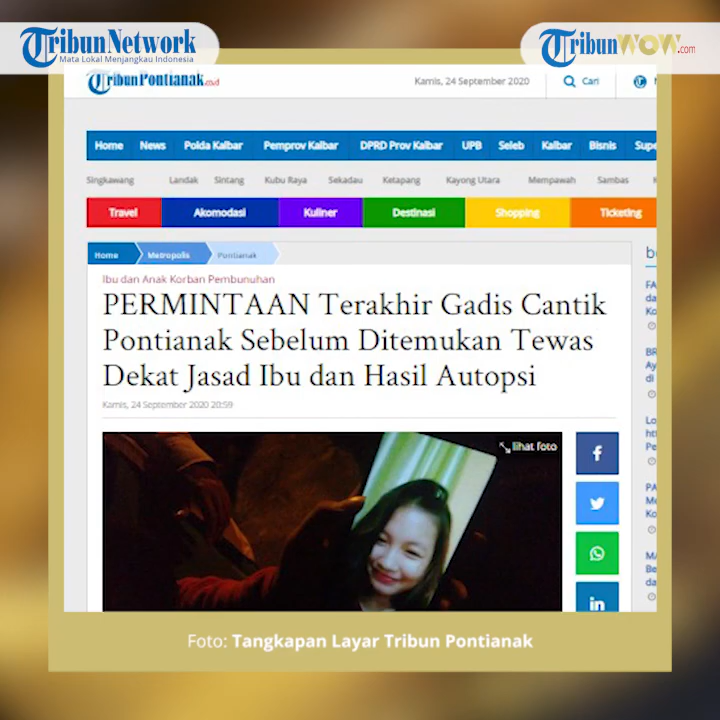 TribunNetwork
Mata Lokal Menjangkau Indonesia
TribunWOW.com
TribunPontianak.co.id
Kamis, 24 September 2020
Cari
Home News Polda Kalbar Pemprov Kalbar DPRD Prov Kalbar UPB Seleb Kalbar Bisnis Supe
Singkawang Landak Sintang Kubu Raya Sekadau Ketapang Kayong Utara Mempawah Sambas
Travel Akomodasi Kuliner Destinasi Shopping Ticketing
Home Metropolis Pontianak
Ibu dan Anak Korban Pembunuhan
PERMINTAAN Terakhir Gadis Cantik
Pontianak Sebelum Ditemukan Tewas
Dekat Jasad Ibu dan Hasil Autopsi
Kamis, 24 September 2020 20:59
lihat foto
Foto: Tangkapan Layar Tribun Pontianak